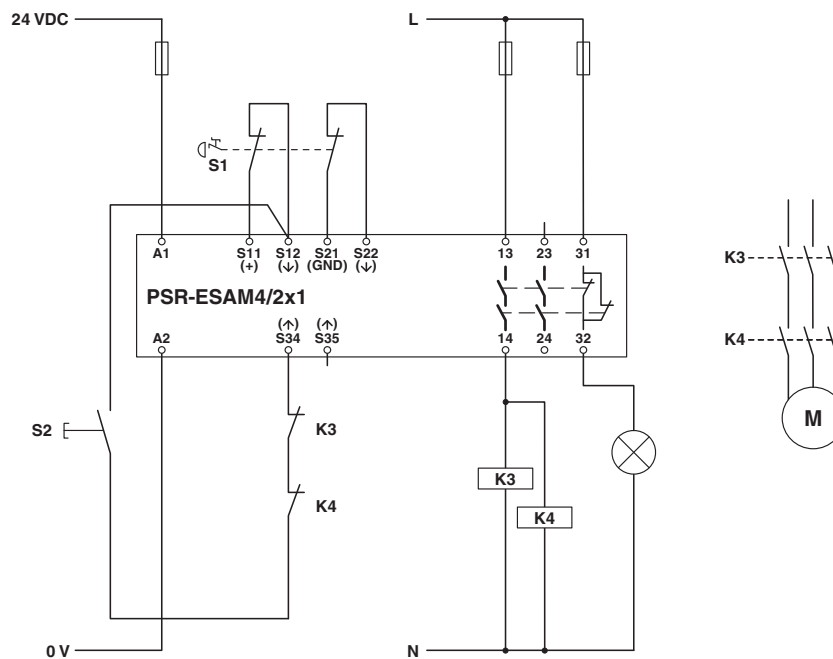 24 VDC
L
S1
A1
S11
S12
S21
S22
13
23
31
(+)
(↓)
(GND)
(↓)
PSR-ESAM4/2x1
(↑)
(↑)
A2
S34
S35
14
24
32
K3
K4
M
S2
K3
K4
K3
K4
0 V
N